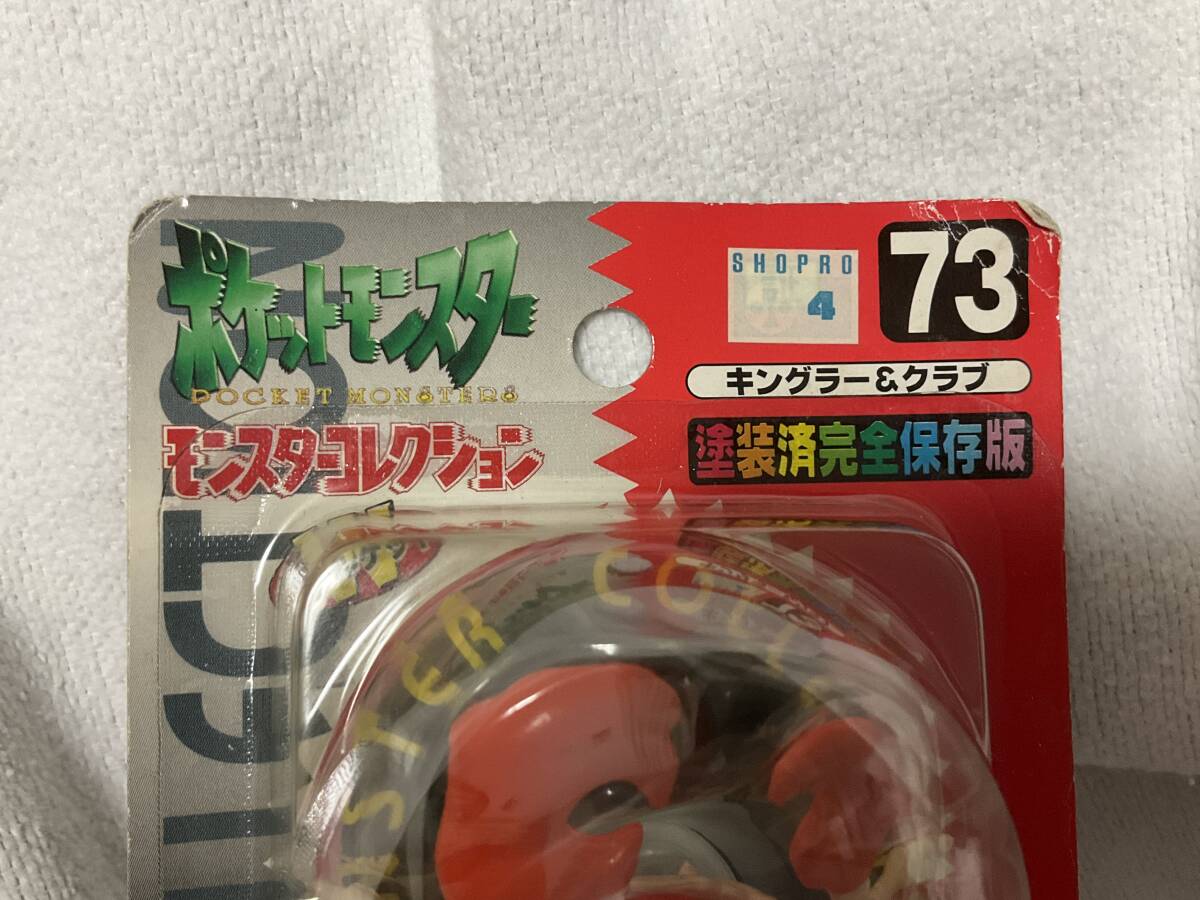 ポケットモンスター
POCKET MONSTERS
モンスターコレクション
SHOPRO
4
73
キングラー&クラブ
塗装済完全保存版
MONSTER COLL